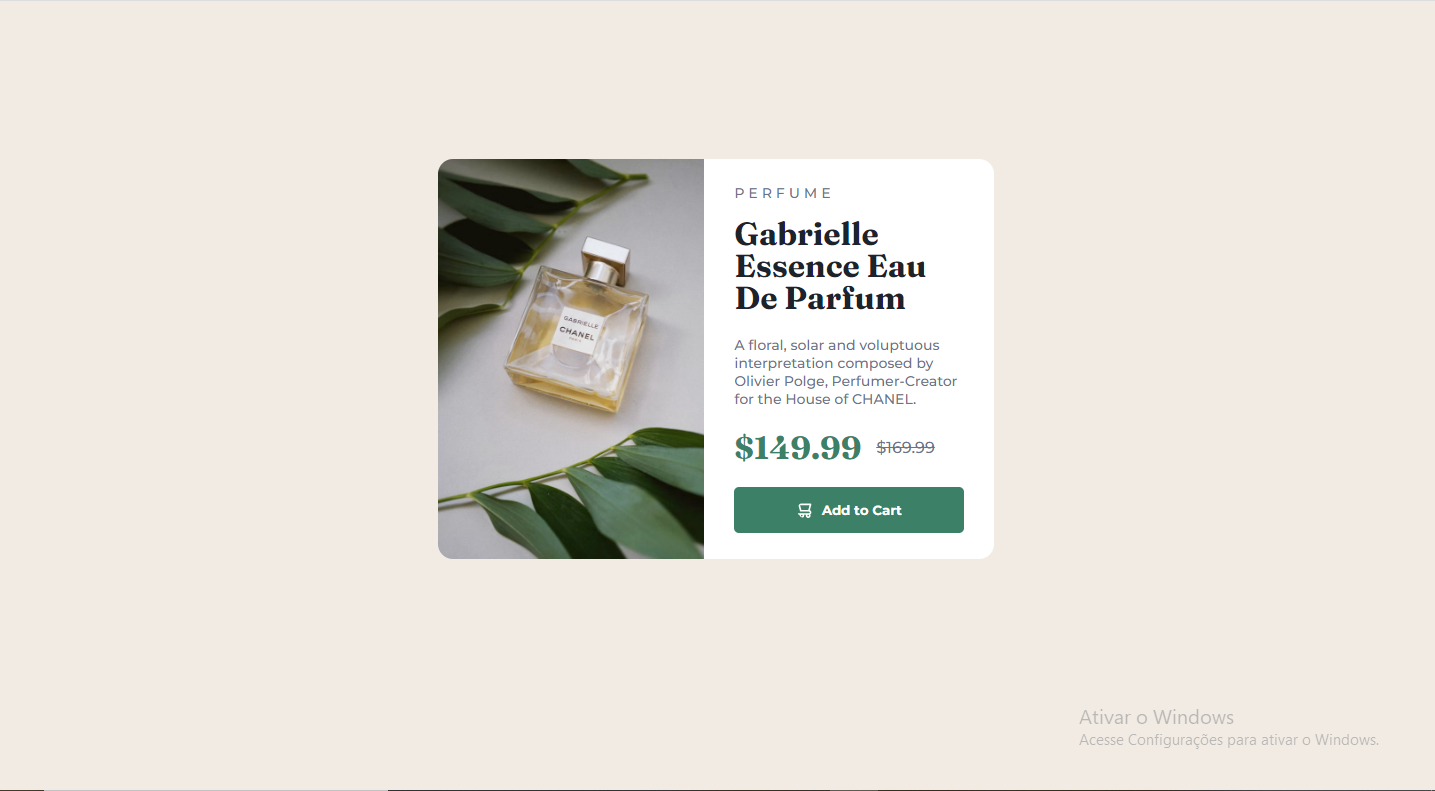 PERFUME
Gabrielle
Essence Eau
De Parfum
A floral, solar and voluptuous
interpretation composed by
Olivier Polge, Perfumer-Creator
for the House of CHANEL.
$149.99 $169.99
Add to Cart
GABRIELLE
CHANEL
PARIS
Ativar o Windows
Acesse Configurações para ativar o Windows.